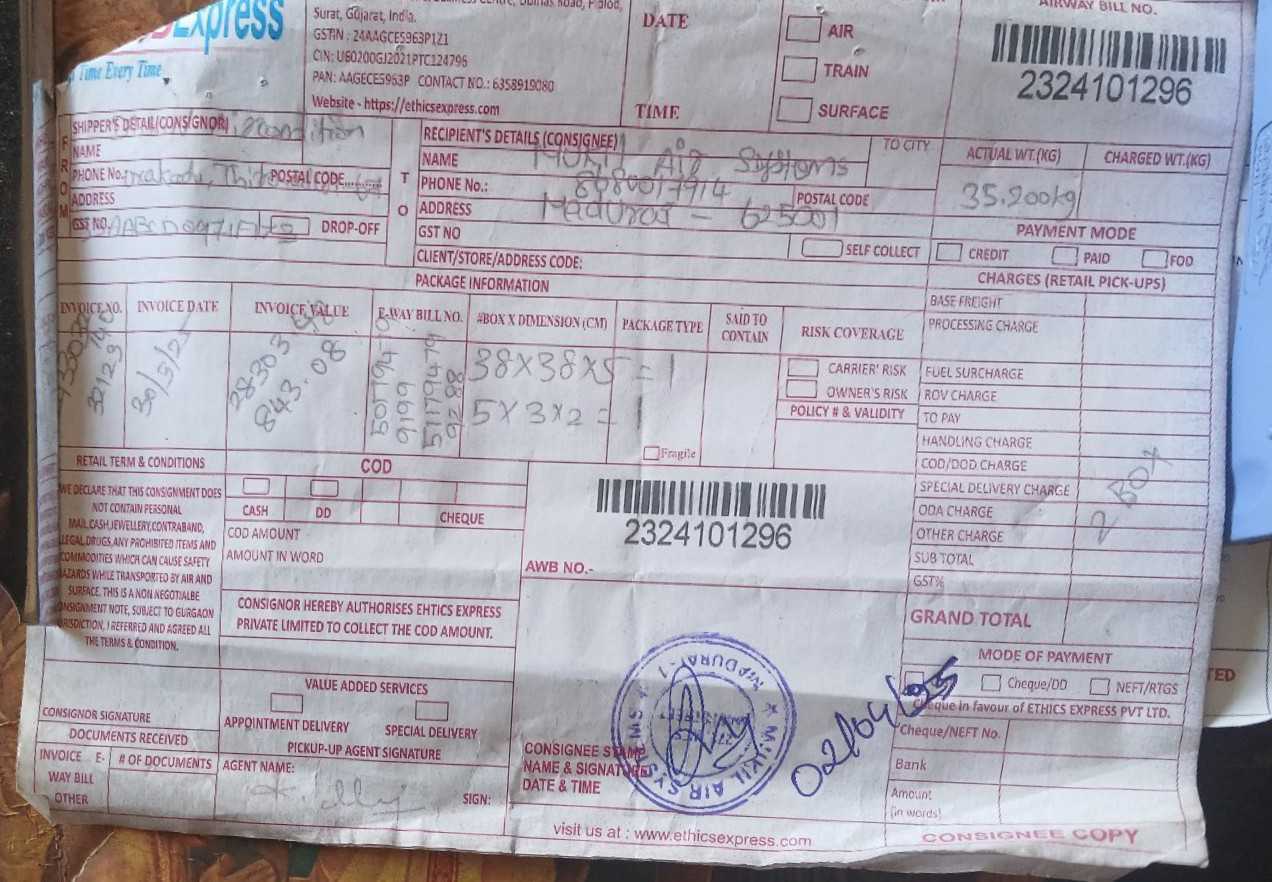 Express
Time Every Time
Surat, Gujarat, India.
GSTIN : 24AAGCE5963P1Z1
CIN: U60200GJ2021PTC124796
PAN: AAGECE5963P CONTACT NO.: 6358919080
Website - https://ethicsexpress.com
DATE
TIME
AIR
TRAIN
SURFACE
AIRWAY BILL NO.
2324101296
FROM
SHIPPER'S DETAIL(CONSIGNOR)
NAME
PHONE No.:
POSTAL CODE
ADDRESS
GST NO.
DROP-OFF
TO
RECIPIENT'S DETAILS (CONSIGNEE)
TO CITY
NAME Mukil Air Systems
PHONE No.: 8980017914
POSTAL CODE
ADDRESS Madurai - 625001
GST NO
SELF COLLECT
CLIENT/STORE/ADDRESS CODE:
ACTUAL WT.(KG)
CHARGED WT.(KG)
35.200kg
PAYMENT MODE
CREDIT
PAID
FOD
PACKAGE INFORMATION
CHARGES (RETAIL PICK-UPS)
INVOICE NO.
INVOICE DATE
INVOICE VALUE
E-WAY BILL NO.
#BOX X DIMENSION (CM)
PACKAGE TYPE
SAID TO CONTAIN
RISK COVERAGE
30/3/25
843.08
38X38X5 = 1
5X3X2 = 1
Fragile
CARRIER' RISK
OWNER'S RISK
POLICY # & VALIDITY
BASE FREIGHT
PROCESSING CHARGE
FUEL SURCHARGE
ROV CHARGE
TO PAY
HANDLING CHARGE
COD/DOD CHARGE
SPECIAL DELIVERY CHARGE
ODA CHARGE
OTHER CHARGE
SUB TOTAL
GST%
GRAND TOTAL
2 BOX
RETAIL TERM & CONDITIONS
WE DECLARE THAT THIS CONSIGNMENT DOES
NOT CONTAIN PERSONAL
MAIL,CASH,JEWELLERY,CONTRABAND,
LEGAL DRUGS, ANY PROHIBITED ITEMS AND
COMMODITIES WHICH CAN CAUSE SAFETY
HAZARDS WHILE TRANSPORTED BY AIR AND
SURFACE. THIS IS A NON NEGOTIALBE
CONSIGNMENT NOTE, SUBJECT TO GURGAON
JRISDICTION, I REFERRED AND AGREED ALL
THE TERMS & CONDITION.
COD
CASH
DD
CHEQUE
COD AMOUNT
AMOUNT IN WORD
CONSIGNOR HEREBY AUTHORISES EHTICS EXPRESS
PRIVATE LIMITED TO COLLECT THE COD AMOUNT.
2324101296
AWB NO.-
VALUE ADDED SERVICES
APPOINTMENT DELIVERY
SPECIAL DELIVERY
CONSIGNOR SIGNATURE
DOCUMENTS RECEIVED
INVOICE E-
WAY BILL
OTHER
# OF DOCUMENTS
PICKUP-UP AGENT SIGNATURE
AGENT NAME:
SIGN:
CONSIGNEE STAMP
NAME & SIGNATURE
DATE & TIME
MUKIL AIR SYSTEMS
MADURAI - 1
MODE OF PAYMENT
Cheque/DD
NEFT/RTGS
Cheque in favour of ETHICS EXPRESS PVT LTD.
Cheque/NEFT No.
Bank
Amount
(in words)
visit us at : www.ethicsexpress.com
CONSIGNEE COPY
TED